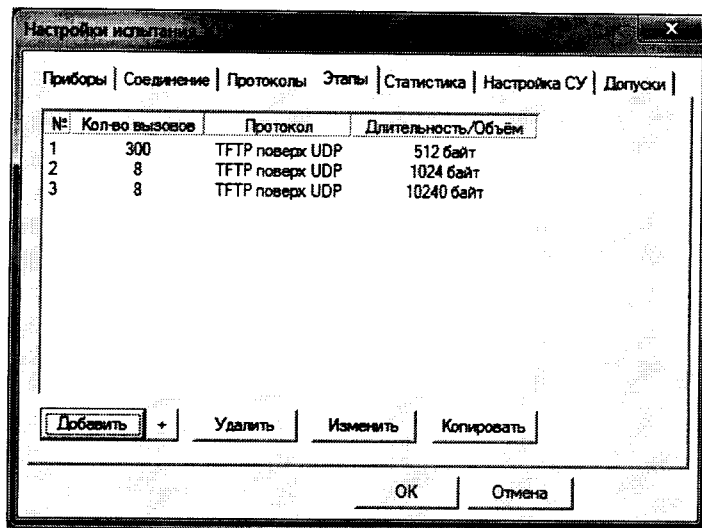 Настройки испытания
X
Приборы Соединение Протоколы Этапы Статистика Настройка СУ Допуски
№ Кол-во вызовов Протокол Длительность/Объём
1 300 TFTP поверх UDP 512 байт
2 8 TFTP поверх UDP 1024 байт
3 8 TFTP поверх UDP 10240 байт
Добавить + Удалить Изменить Копировать
OK Отмена